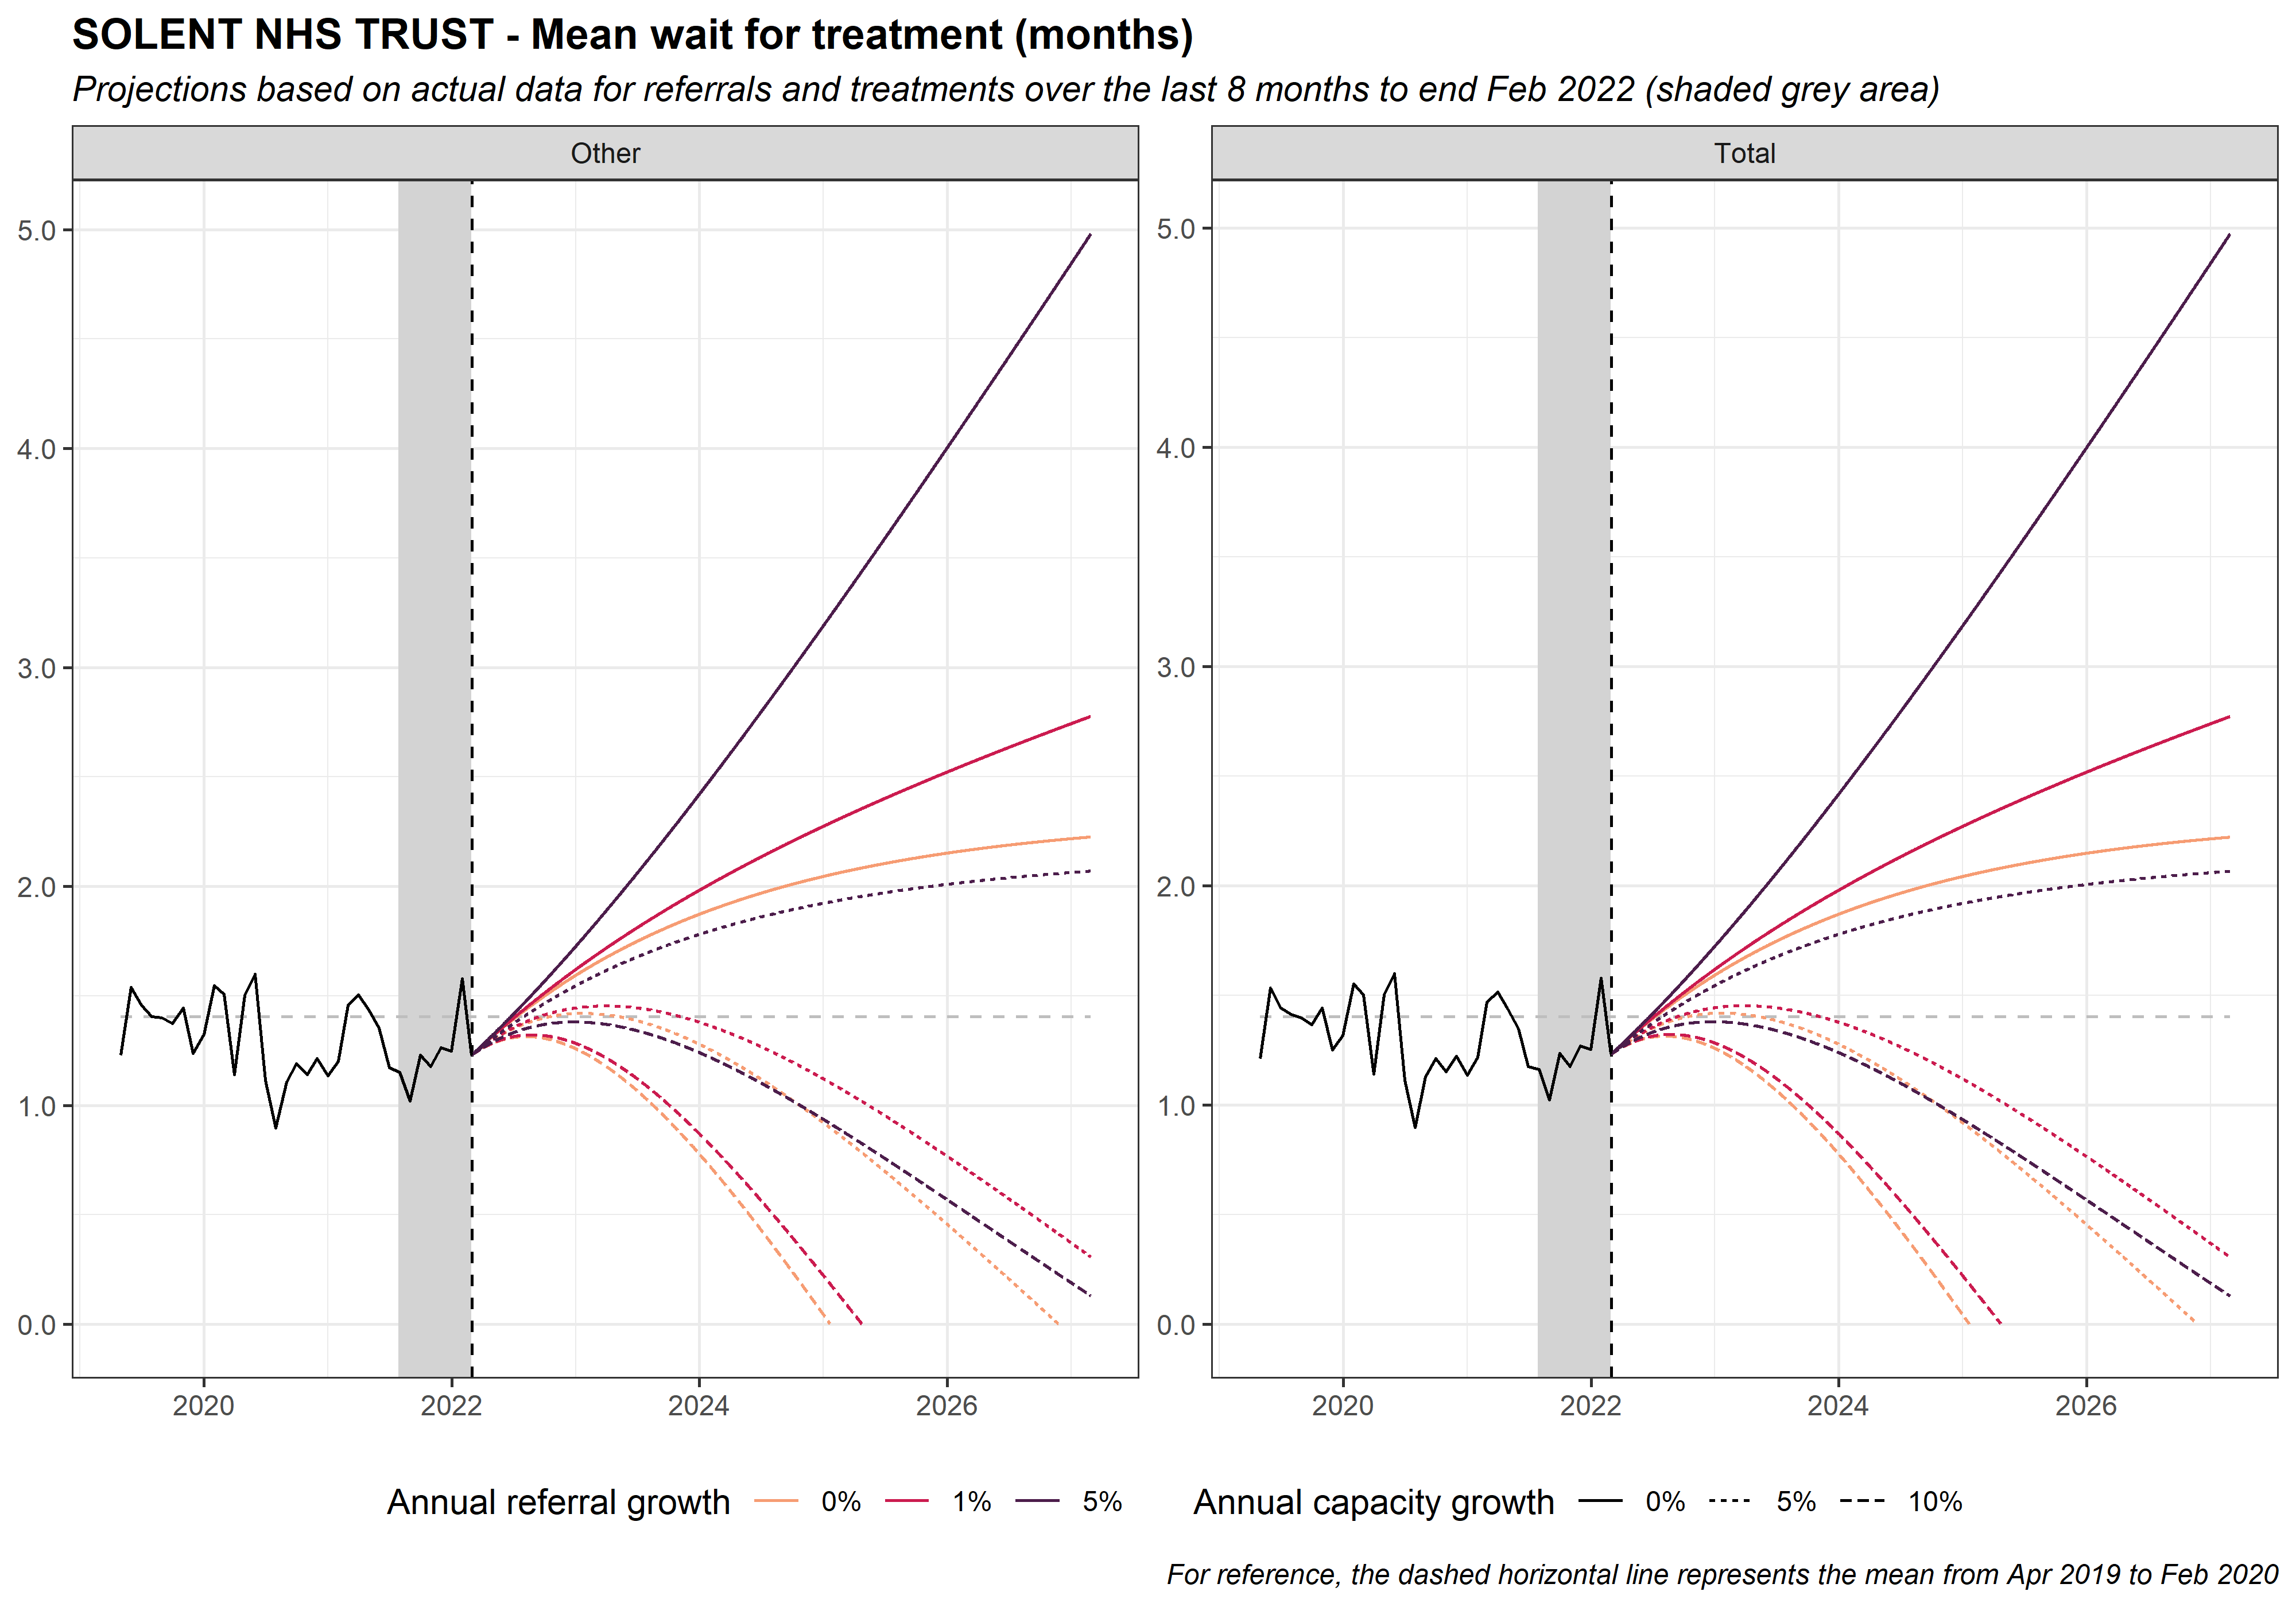 SOLENT NHS TRUST - Mean wait for treatment (months)
Projections based on actual data for referrals and treatments over the last 8 months to end Feb 2022 (shaded grey area)
Other
5.0
4.0
3.0
2.0
1.0
0.0
2020 2022 2024 2026
Total
5.0
4.0
3.0
2.0
1.0
0.0
2020 2022 2024 2026
Annual referral growth 0% 1% 5%
Annual capacity growth 0% 5% 10%
For reference, the dashed horizontal line represents the mean from Apr 2019 to Feb 2020